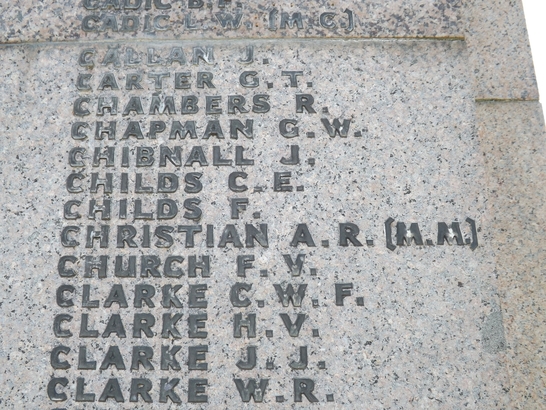 CADIC L.W. (M.C.)
CALLAN J.
CARTER G.T.
CHAMBERS R.
CHAPMAN G.W.
CHIBNALL J.
CHILDS C.E.
CHILDS F.
CHRISTIAN A.R. (M.M.)
CHURCH F.V.
CLARKE C.W.F.
CLARKE H.V.
CLARKE J.J.
CLARKE W.R.